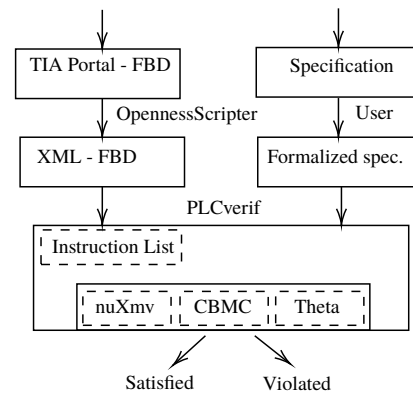 TIA Portal - FBD
Specification
OpennessScripter
User
XML - FBD
Formalized spec.
PLCverif
Instruction List
nuXmv
CBMC
Theta
Satisfied
Violated